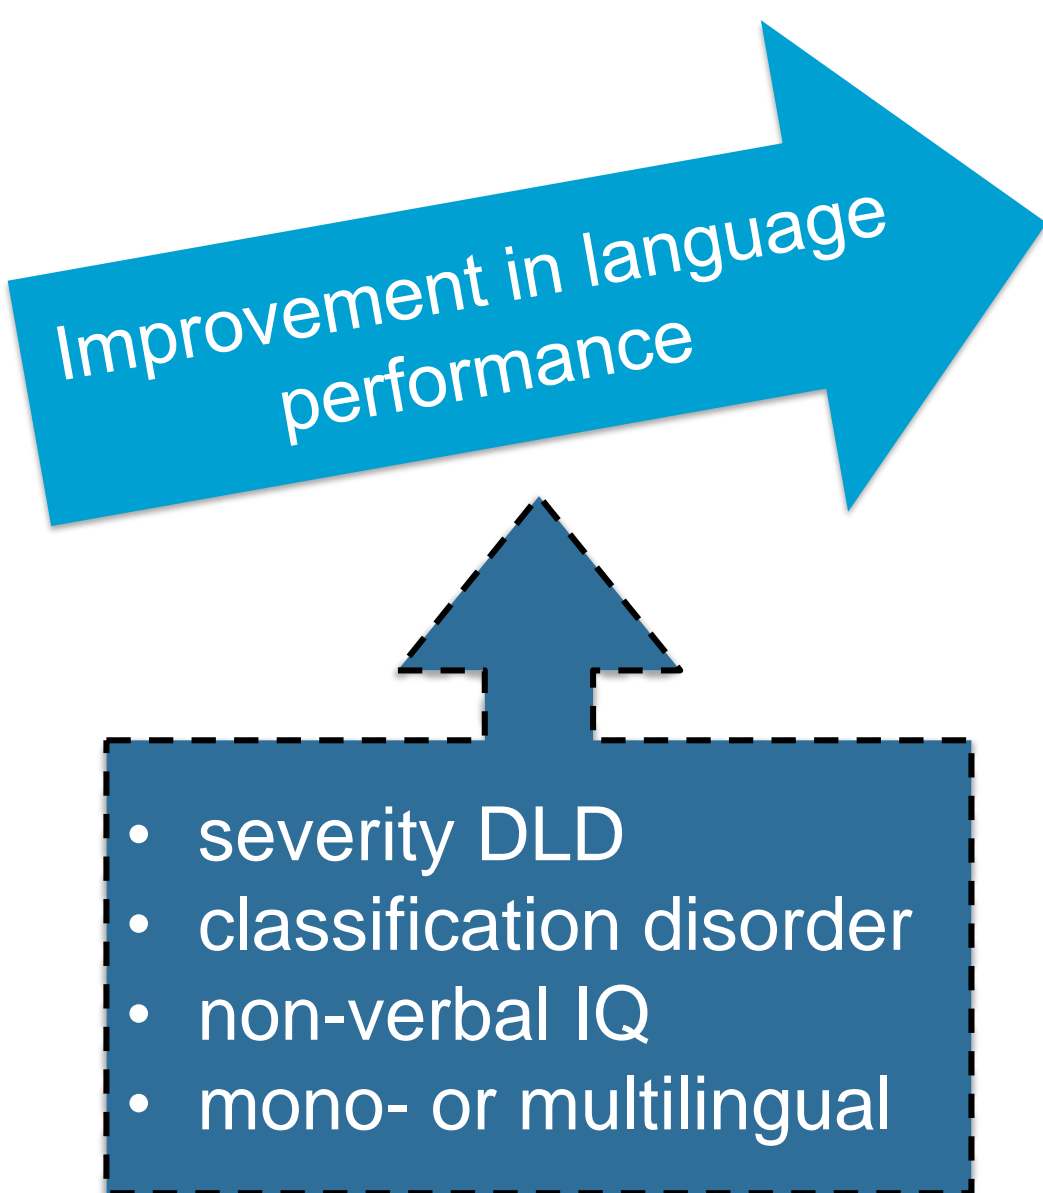 Improvement in language
performance
• severity DLD
• classification disorder
• non-verbal IQ
• mono- or multilingual